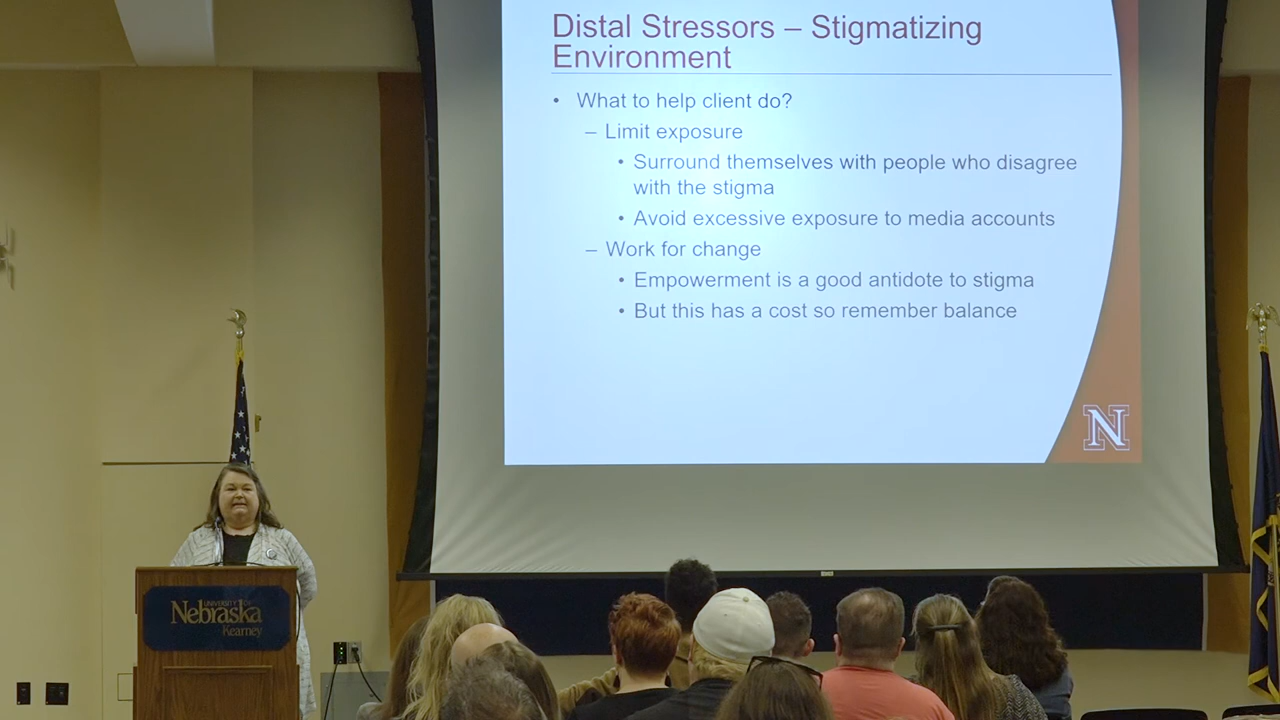 Distal Stressors – Stigmatizing
Environment
• What to help client do?
– Limit exposure
• Surround themselves with people who disagree
with the stigma
• Avoid excessive exposure to media accounts
– Work for change
• Empowerment is a good antidote to stigma
• But this has a cost so remember balance
N
UNIVERSITY OF
Nebraska
Kearney